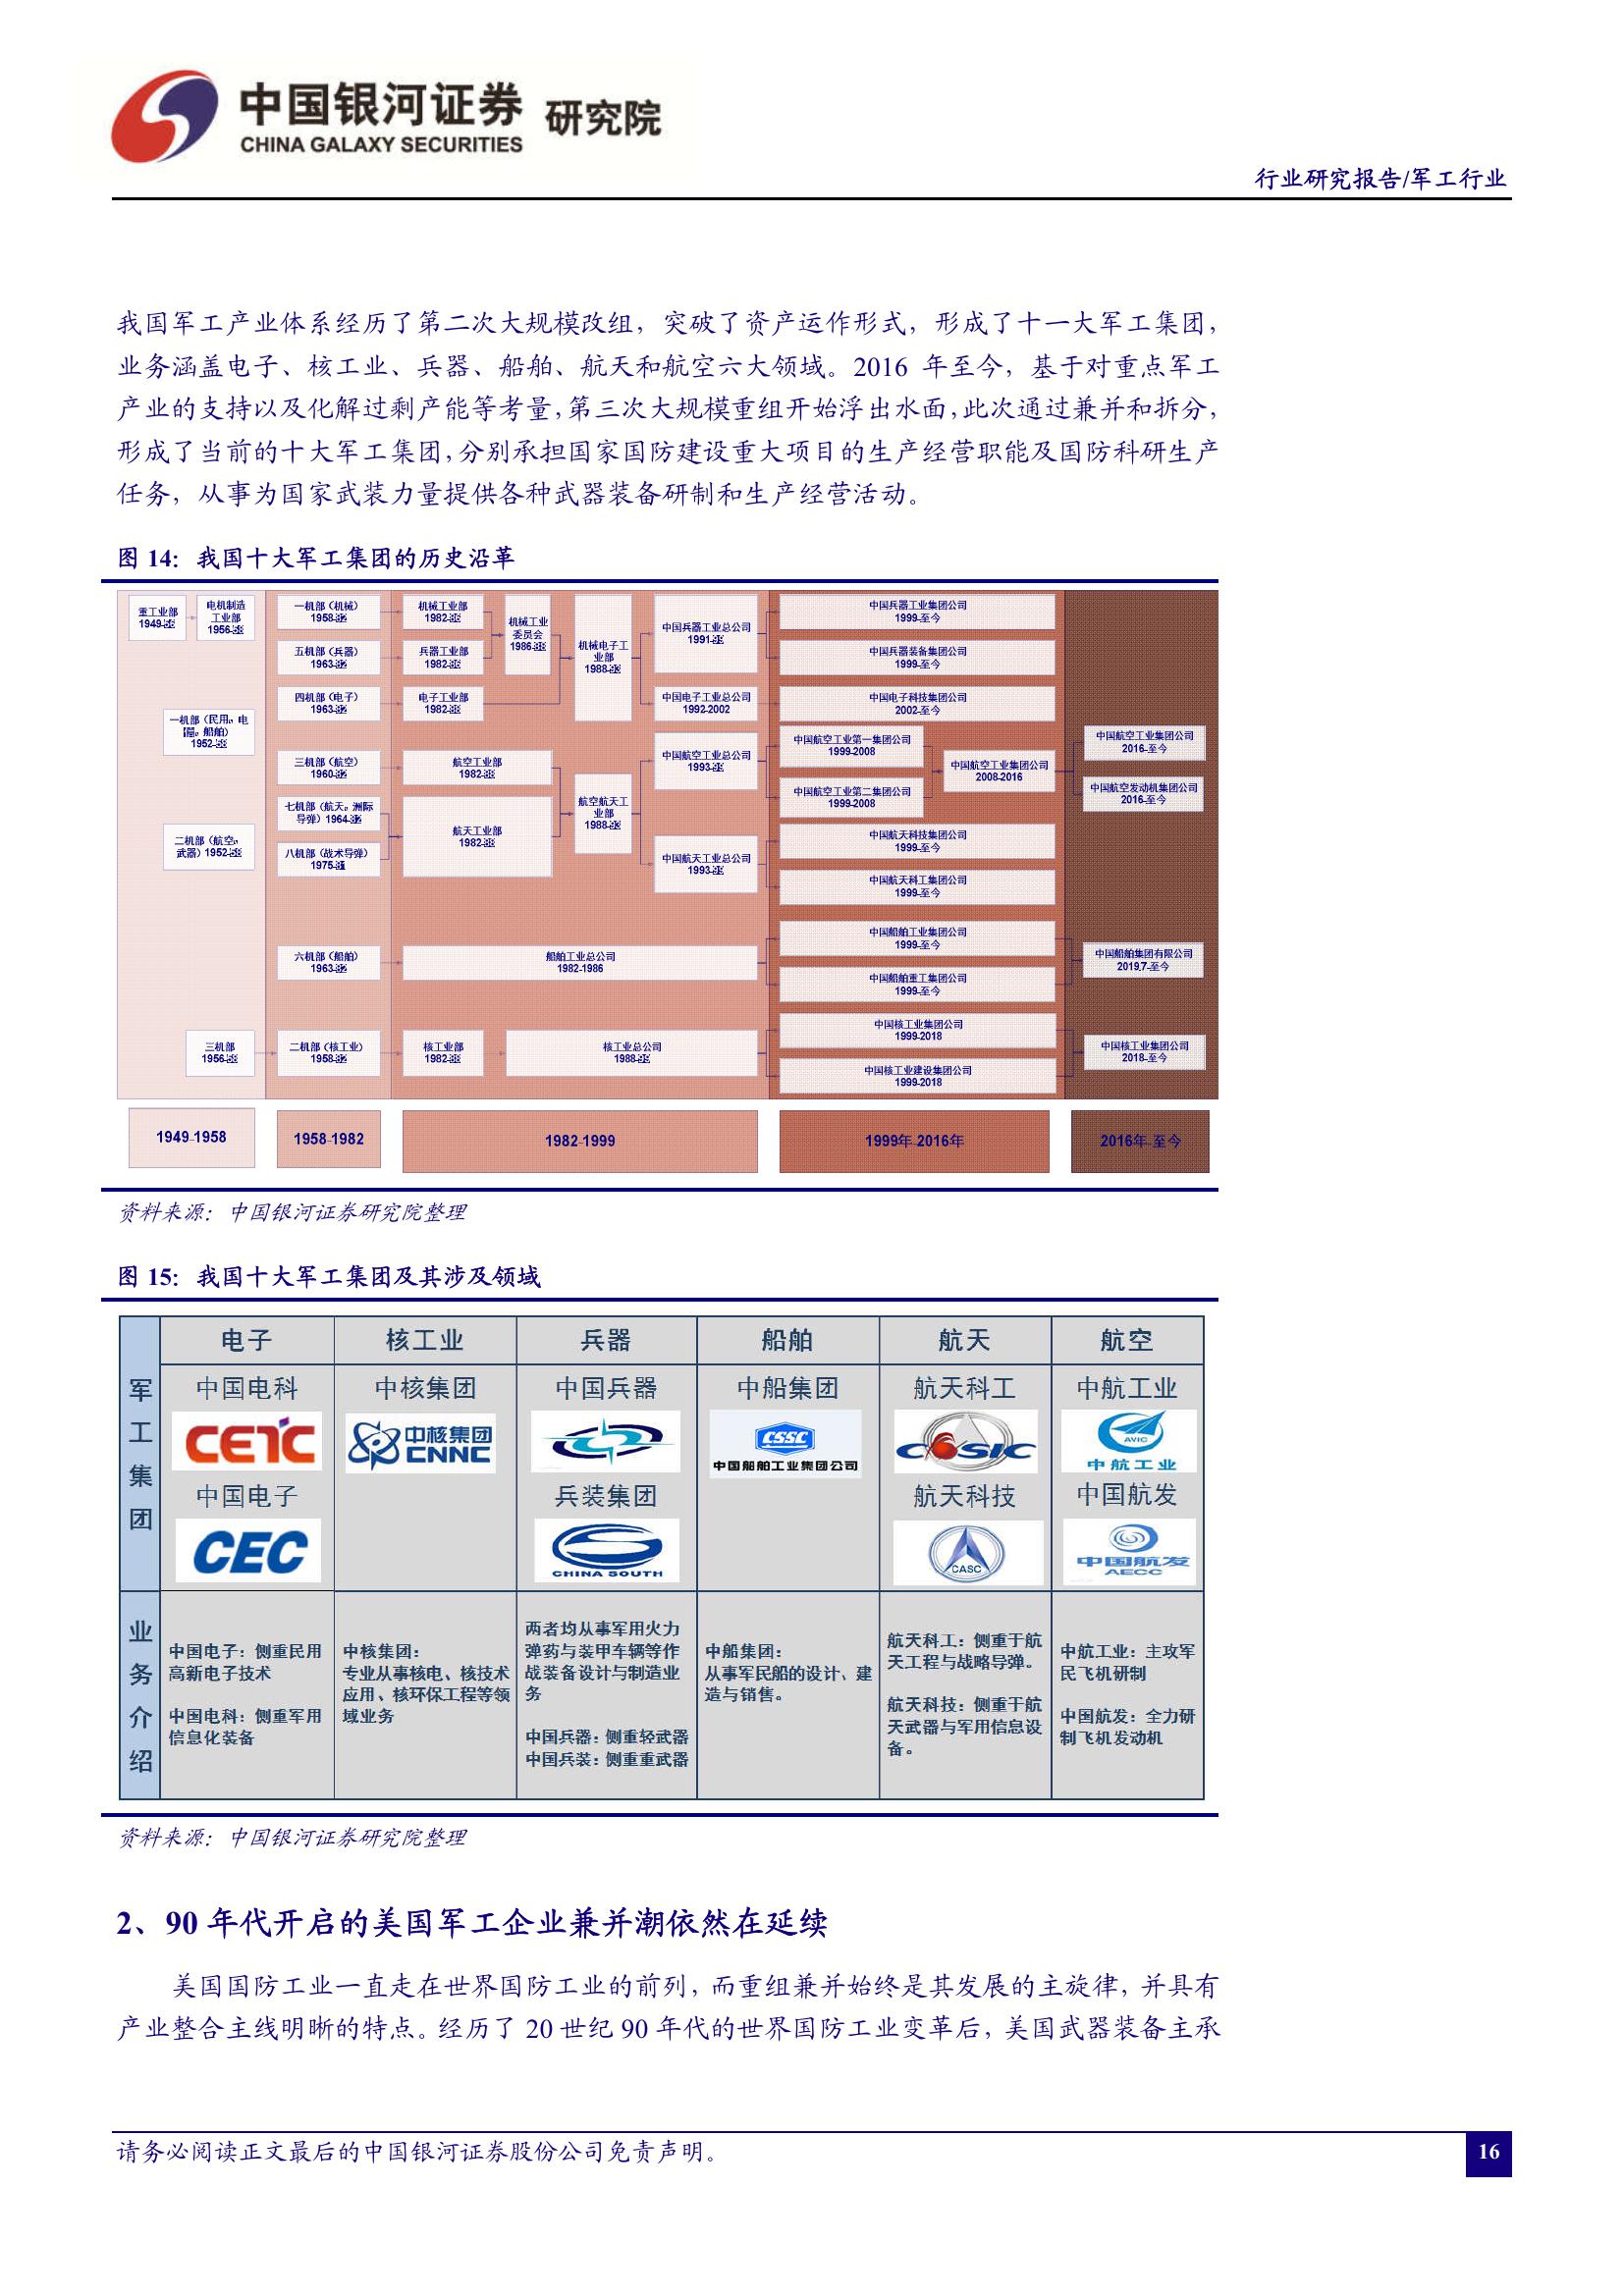 中国银河证券 研究院
CHINA GALAXY SECURITIES
行业研究报告/军工行业
我国军工产业体系经历了第二次大规模改组，突破了资产运作形式，形成了十一大军工集团，
业务涵盖电子、核工业、兵器、船舶、航天和航空六大领域。2016 年至今，基于对重点军工
产业的支持以及化解过剩产能等考量，第三次大规模重组开始浮出水面，此次通过兼并和拆分，
形成了当前的十大军工集团，分别承担国家国防建设重大项目的生产经营职能及国防科研生产
任务，从事为国家武装力量提供各种武器装备研制和生产经营活动。
图 14：我国十大军工集团的历史沿革
重工业部
1949-
电机制造
工业部
1956-
一机部（民用，电
船舶）
1952-
二机部（航空，
武器）1952-
三机部
1956-
一机部（机械）
1958-
五机部（兵器）
1963-
四机部（电子）
1963-
三机部（航空）
1960-
七机部（航天，洲际
导弹）1964-
八机部（战术导弹）
1975-
六机部（船舶）
1963-
二机部（核工业）
1958-
机械工业部
1982-
兵器工业部
1982-
电子工业部
1982-
航空工业部
1982-
航天工业部
1982-
船舶工业总公司
1982-1986
核工业部
1982-
核工业总公司
1988-
机械工业
委员会
1986-
机械电子工
业部
1988-
航空航天工
业部
1988-
中国兵器工业总公司
1991-
中国电子工业总公司
1992-2002
中国航空工业总公司
1993-
中国航天工业总公司
1993-
中国兵器工业集团公司
1999-至今
中国兵器装备集团公司
1999-至今
中国电子科技集团公司
2002-至今
中国航空工业第一集团公司
1999-2008
中国航空工业第二集团公司
1999-2008
中国航空工业集团公司
2008-2016
中国航天科技集团公司
1999-至今
中国航天科工集团公司
1999-至今
中国船舶工业集团公司
1999-至今
中国船舶重工集团公司
1999-至今
中国核工业集团公司
1999-2018
中国核工业建设集团公司
1999-2018
中国航空工业集团公司
2016-至今
中国航空发动机集团公司
2016-至今
中国船舶集团有限公司
2019.7-至今
中国核工业集团公司
2018-至今
1949-1958
1958-1982
1982-1999
1999年-2016年
2016年-至今
资料来源：中国银河证券研究院整理
图 15：我国十大军工集团及其涉及领域
电子 核工业 兵器 船舶 航天 航空
军工集团
中国电科
CETC
中国电子
CEC
中核集团
中核集团
CNNC
中国兵器
兵装集团
CHINA SOUTH
中船集团
CSSC
中国船舶工业集团公司
航天科工
CASIC
航天科技
CASC
中航工业
AVIC
中航工业
中国航发
中国航发
AECC
业务介绍
中国电子：侧重民用
高新电子技术
中国电科：侧重军用
信息化装备
中核集团：
专业从事核电、核技术
应用、核环保工程等领
域业务
两者均从事军用火力
弹药与装甲车辆等作
战装备设计与制造业
务
中国兵器：侧重轻武器
中国兵装：侧重重武器
中船集团：
从事军民船的设计、建
造与销售。
航天科工：侧重于航
天工程与战略导弹。
航天科技：侧重于航
天武器与军用信息设
备。
中航工业：主攻军
民飞机研制
中国航发：全力研
制飞机发动机
资料来源：中国银河证券研究院整理
2、90 年代开启的美国军工企业兼并潮依然在延续
美国国防工业一直走在世界国防工业的前列，而重组兼并始终是其发展的主旋律，并具有
产业整合主线明晰的特点。经历了 20 世纪 90 年代的世界国防工业变革后，美国武器装备主承
请务必阅读正文最后的中国银河证券股份公司免责声明。
16